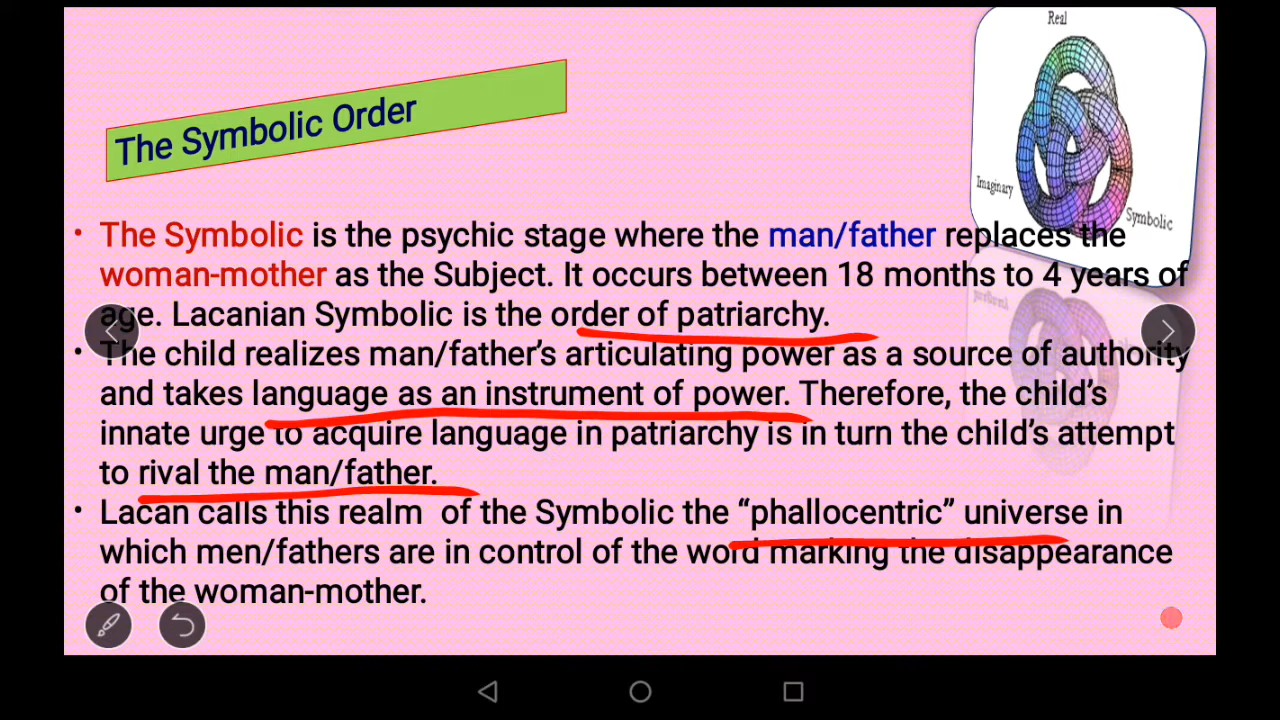 Real
The Symbolic Order
Imaginary
Symbolic
• The Symbolic is the psychic stage where the man/father replaces the
woman-mother as the Subject. It occurs between 18 months to 4 years of
age. Lacanian Symbolic is the order of patriarchy.
• The child realizes man/father’s articulating power as a source of authority
and takes language as an instrument of power. Therefore, the child’s
innate urge to acquire language in patriarchy is in turn the child’s attempt
to rival the man/father.
• Lacan calls this realm of the Symbolic the “phallocentric” universe in
which men/fathers are in control of the word marking the disappearance
of the woman-mother.